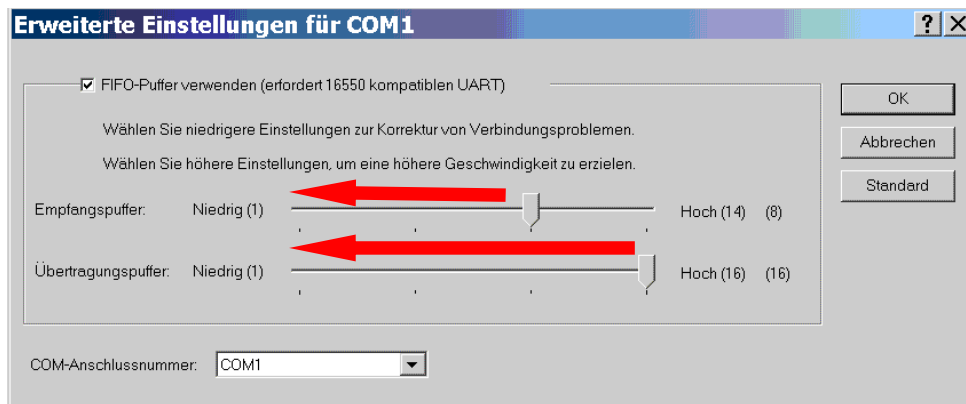 Erweiterte Einstellungen für COM1
FIFO-Puffer verwenden (erfordert 16550 kompatiblen UART)
OK
Wählen Sie niedrigere Einstellungen zur Korrektur von Verbindungsproblemen.
Abbrechen
Wählen Sie höhere Einstellungen, um eine höhere Geschwindigkeit zu erzielen.
Standard
Empfangspuffer: Niedrig (1) Hoch (14) (8)
Übertragungspuffer: Niedrig (1) Hoch (16) (16)
COM-Anschlussnummer: COM1